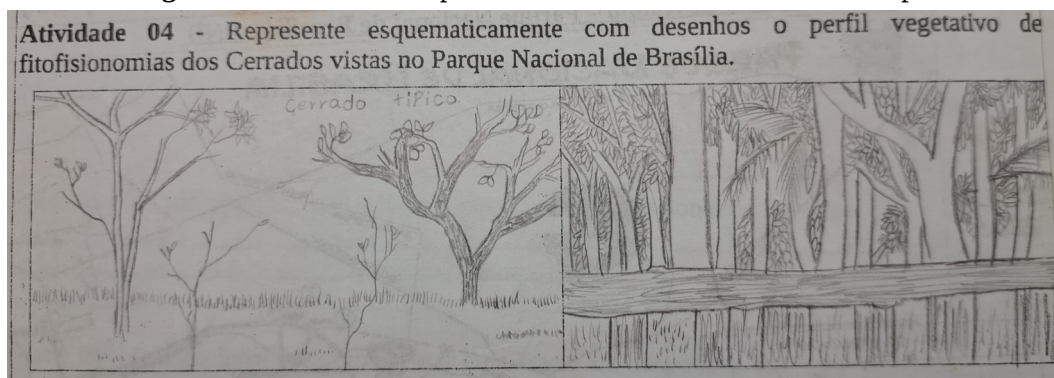 Atividade 04 - Represente esquematicamente com desenhos o perfil vegetativo de
fitofisionomias dos Cerrados vistas no Parque Nacional de Brasília.
Cerrado típico